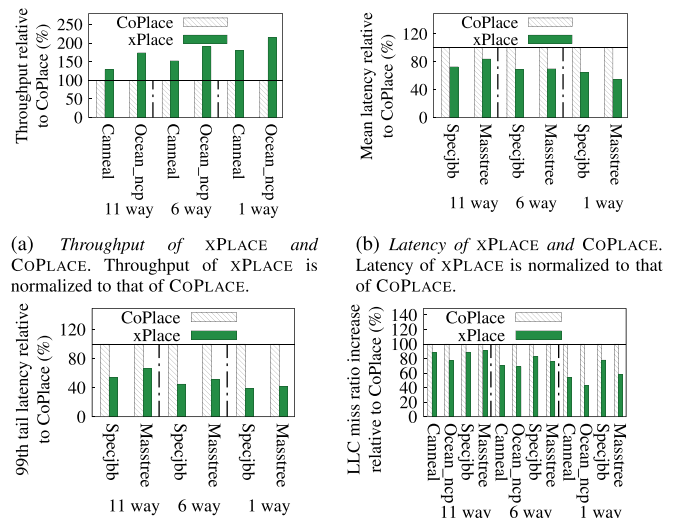 CoPlace
xPlace
Throughput relative
to CoPlace (%)
250
200
150
100
50
0
Canneal
Ocean_ncp
Canneal
Ocean_ncp
Canneal
Ocean_ncp
11 way
6 way
1 way
CoPlace
xPlace
Mean latency relative
to CoPlace (%)
120
80
40
0
Specjbb
Masstree
Specjbb
Masstree
Specjbb
Masstree
11 way
6 way
1 way
(a) Throughput of XPLACE and
COPLACE. Throughput of XPLACE is
normalized to that of COPLACE.
(b) Latency of XPLACE and COPLACE.
Latency of XPLACE is normalized to that
of COPLACE.
CoPlace
xPlace
99th tail latency relative
to CoPlace (%)
120
80
40
0
Specjbb
Masstree
Specjbb
Masstree
Specjbb
Masstree
11 way
6 way
1 way
CoPlace
xPlace
LLC miss ratio increase
relative to CoPlace (%)
140
120
100
80
60
40
20
0
Canneal
Ocean_ncp
Specjbb
Masstree
Canneal
Ocean_ncp
Specjbb
Masstree
Canneal
Ocean_ncp
Specjbb
Masstree
11 way
6 way
1 way